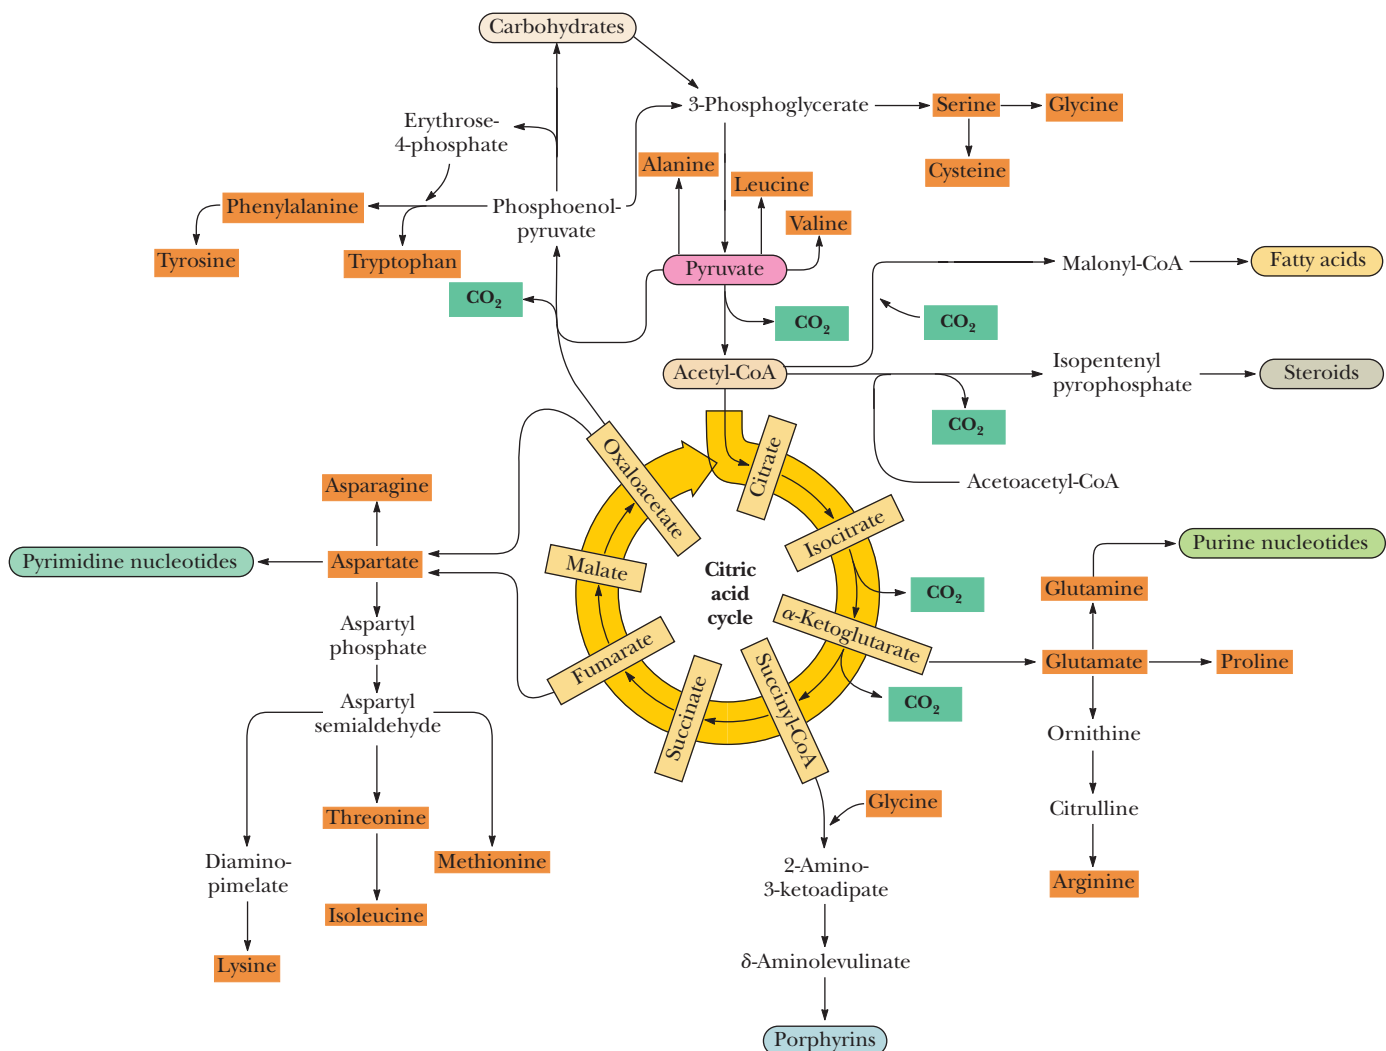 Carbohydrates
3-Phosphoglycerate
Serine
Glycine
Erythrose-
4-phosphate
Alanine
Cysteine
Leucine
Phenylalanine
Phosphoenol-
pyruvate
Valine
Tyrosine
Tryptophan
Pyruvate
Malonyl-CoA
Fatty acids
CO₂
CO₂
CO₂
Acetyl-CoA
Isopentenyl
pyrophosphate
Steroids
CO₂
Oxaloacetate
Citrate
Acetoacetyl-CoA
Asparagine
Isocitrate
Purine nucleotides
Pyrimidine nucleotides
Aspartate
Malate
Citric
acid
cycle
CO₂
Glutamine
Aspartyl
phosphate
α-Ketoglutarate
Fumarate
Glutamate
Proline
Succinate
Succinyl-CoA
CO₂
Aspartyl
semialdehyde
Ornithine
Threonine
Glycine
Citrulline
Diamino-
pimelate
Methionine
2-Amino-
3-ketoadipate
Arginine
Isoleucine
Lysine
δ-Aminolevulinate
Porphyrins